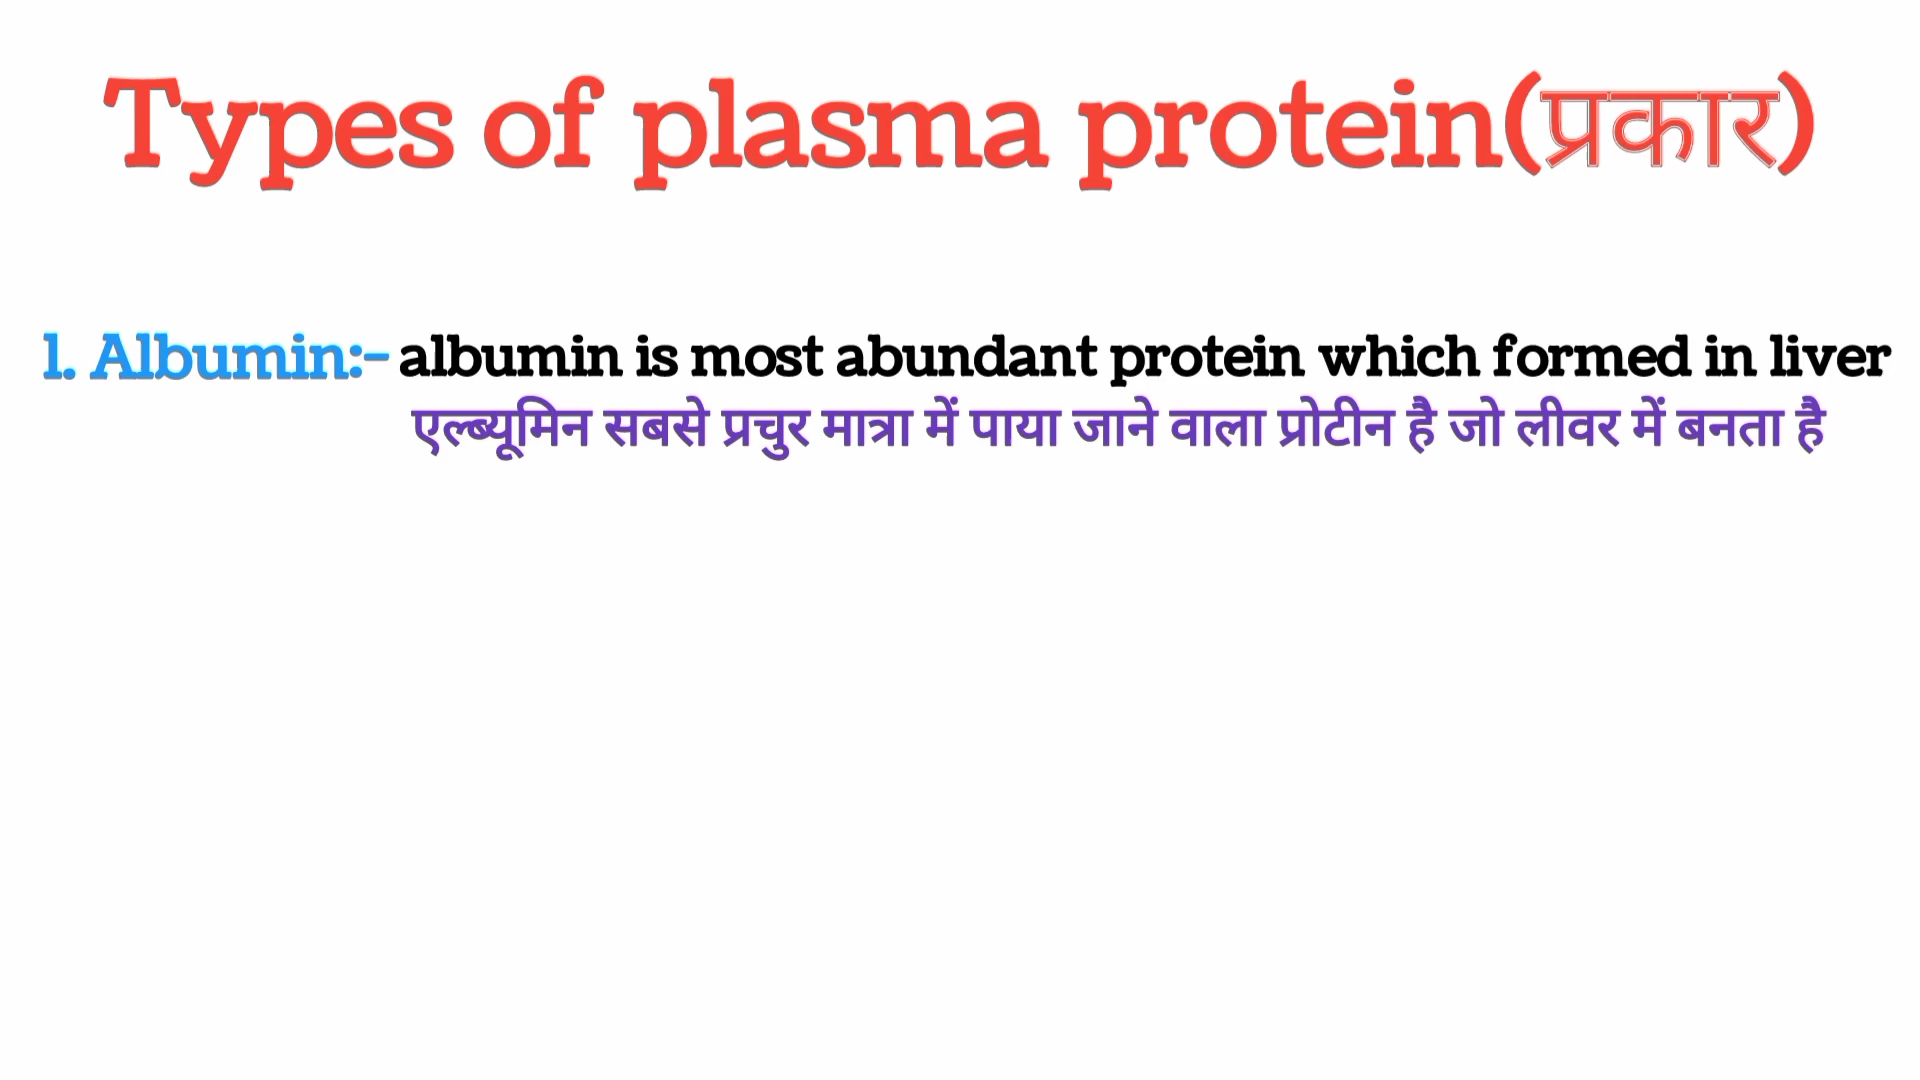 Types of plasma protein(प्रकार)
1. Albumin:- albumin is most abundant protein which formed in liver
एल्ब्यूमिन सबसे प्रचुर मात्रा में पाया जाने वाला प्रोटीन है जो लीवर में बनता है